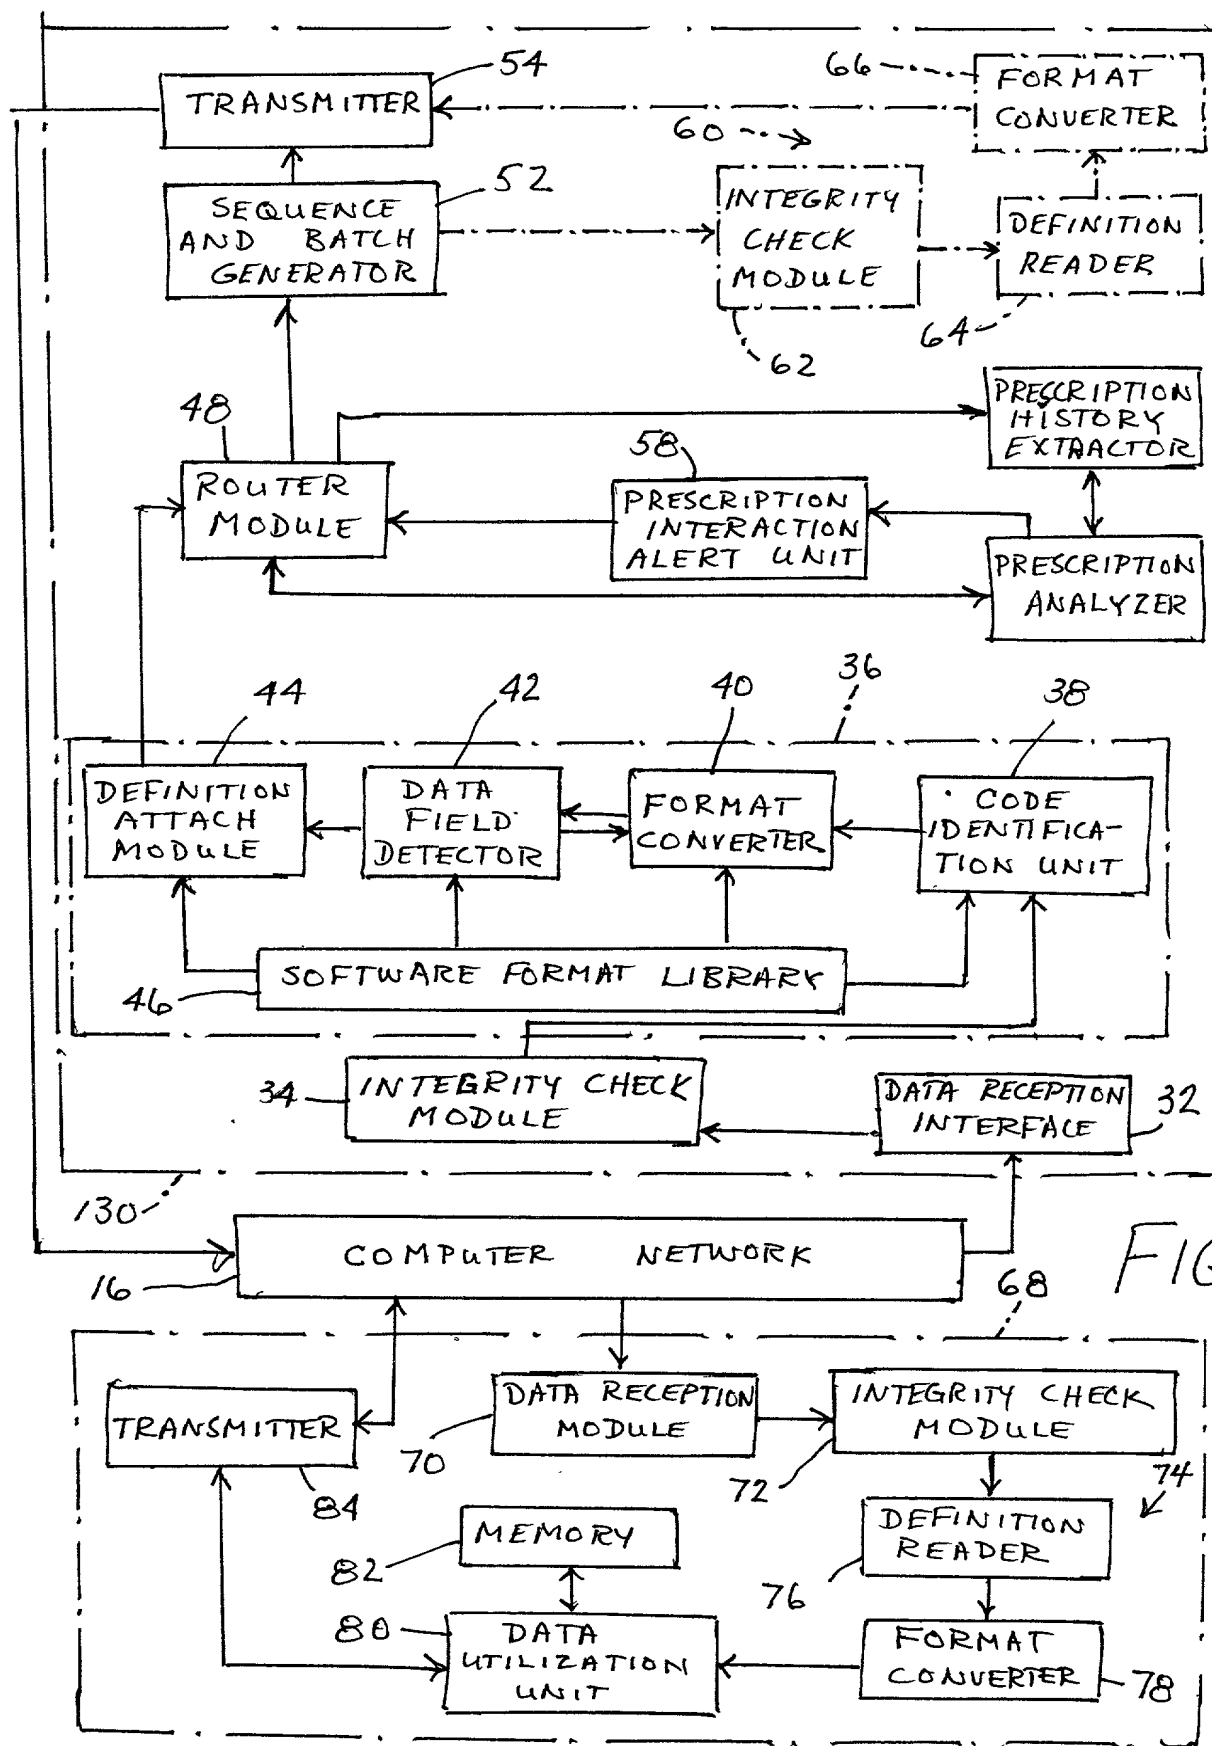 54
TRANSMITTER
66
FORMAT
CONVERTER
60
52
SEQUENCE
AND BATCH
GENERATOR
INTEGRITY
CHECK
MODULE
DEFINITION
READER
62
64
48
ROUTER
MODULE
58
PRESCRIPTION
INTERACTION
ALERT UNIT
PRESCRIPTION
HISTORY
EXTRACTOR
PRESCRIPTION
ANALYZER
36
44
42
40
38
DEFINITION
ATTACH
MODULE
DATA
FIELD
DETECTOR
FORMAT
CONVERTER
CODE
IDENTIFICA-
TION UNIT
SOFTWARE FORMAT LIBRARY
46
34
INTEGRITY CHECK
MODULE
DATA RECEPTION
INTERFACE
32
130
COMPUTER NETWORK
16
FIG
68
TRANSMITTER
84
DATA RECEPTION
MODULE
70
INTEGRITY CHECK
MODULE
72
74
MEMORY
82
DEFINITION
READER
76
80
DATA
UTILIZATION
UNIT
FORMAT
CONVERTER
78